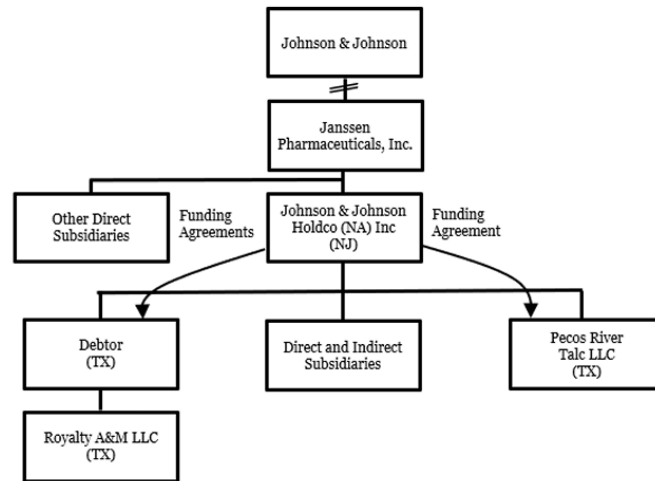 Johnson & Johnson
Janssen
Pharmaceuticals, Inc.
Other Direct
Subsidiaries
Funding
Agreements
Johnson & Johnson
Holdco (NA) Inc
(NJ)
Funding
Agreement
Debtor
(TX)
Direct and Indirect
Subsidiaries
Pecos River
Talc LLC
(TX)
Royalty A&M LLC
(TX)